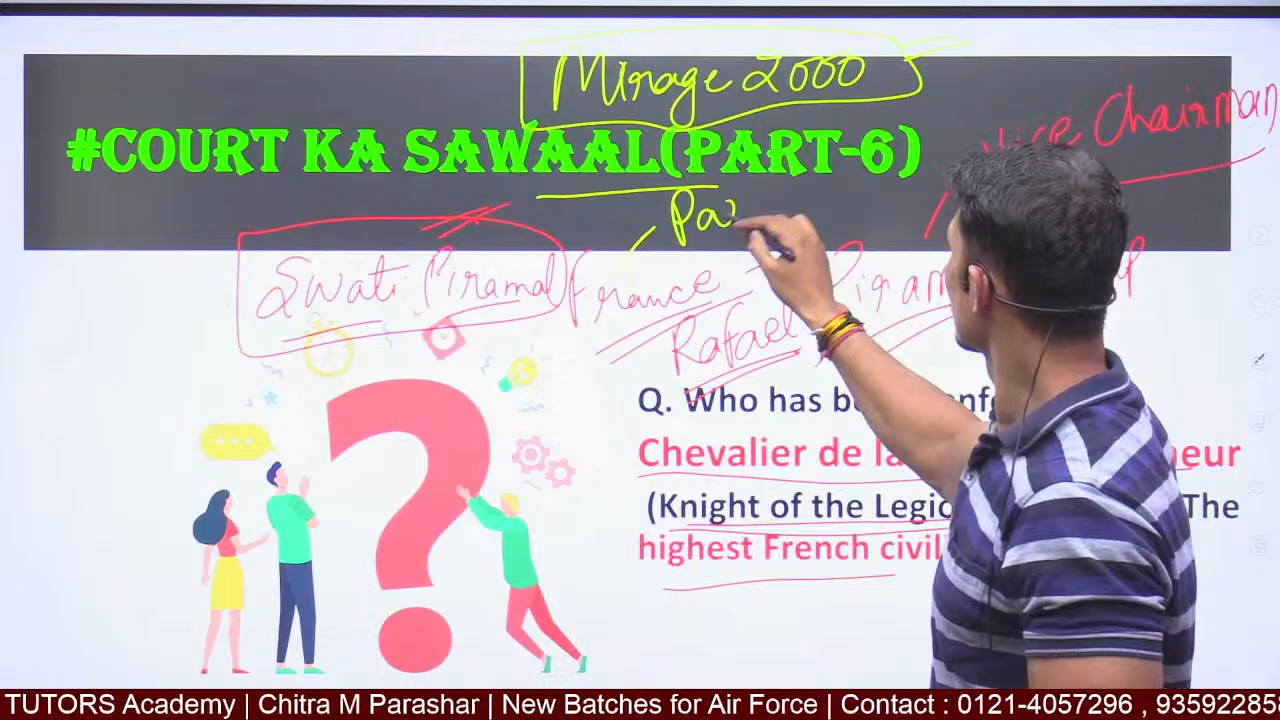 Mirage 2000
#COURT KA SAWAAL(PART-6)
Vice Chairman
Pa
Swati Piramal France
Rafael
Q. Who has
Chevalier de la
(Knight of the Legio The
highest French civil
TUTORS Academy | Chitra M Parashar | New Batches for Air Force | Contact : 0121-4057296 , 93592285